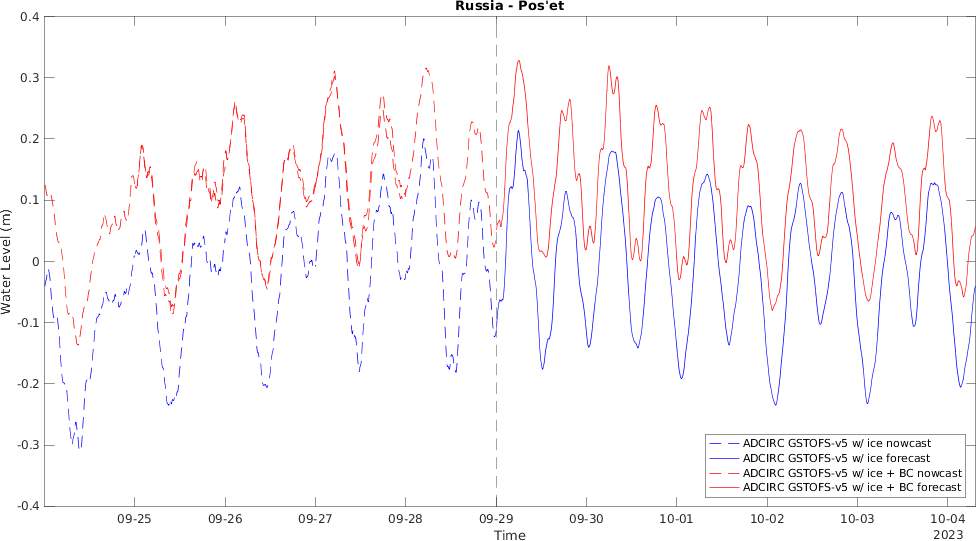 Russia - Pos'et
0.4
0.3
0.2
0.1
0
-0.1
-0.2
-0.3
-0.4
Water Level (m)
ADCIRC GSTOFS-v5 w/ ice nowcast
ADCIRC GSTOFS-v5 w/ ice forecast
ADCIRC GSTOFS-v5 w/ ice + BC nowcast
ADCIRC GSTOFS-v5 w/ ice + BC forecast
09-25 09-26 09-27 09-28 09-29 09-30 10-01 10-02 10-03 10-04
Time 2023